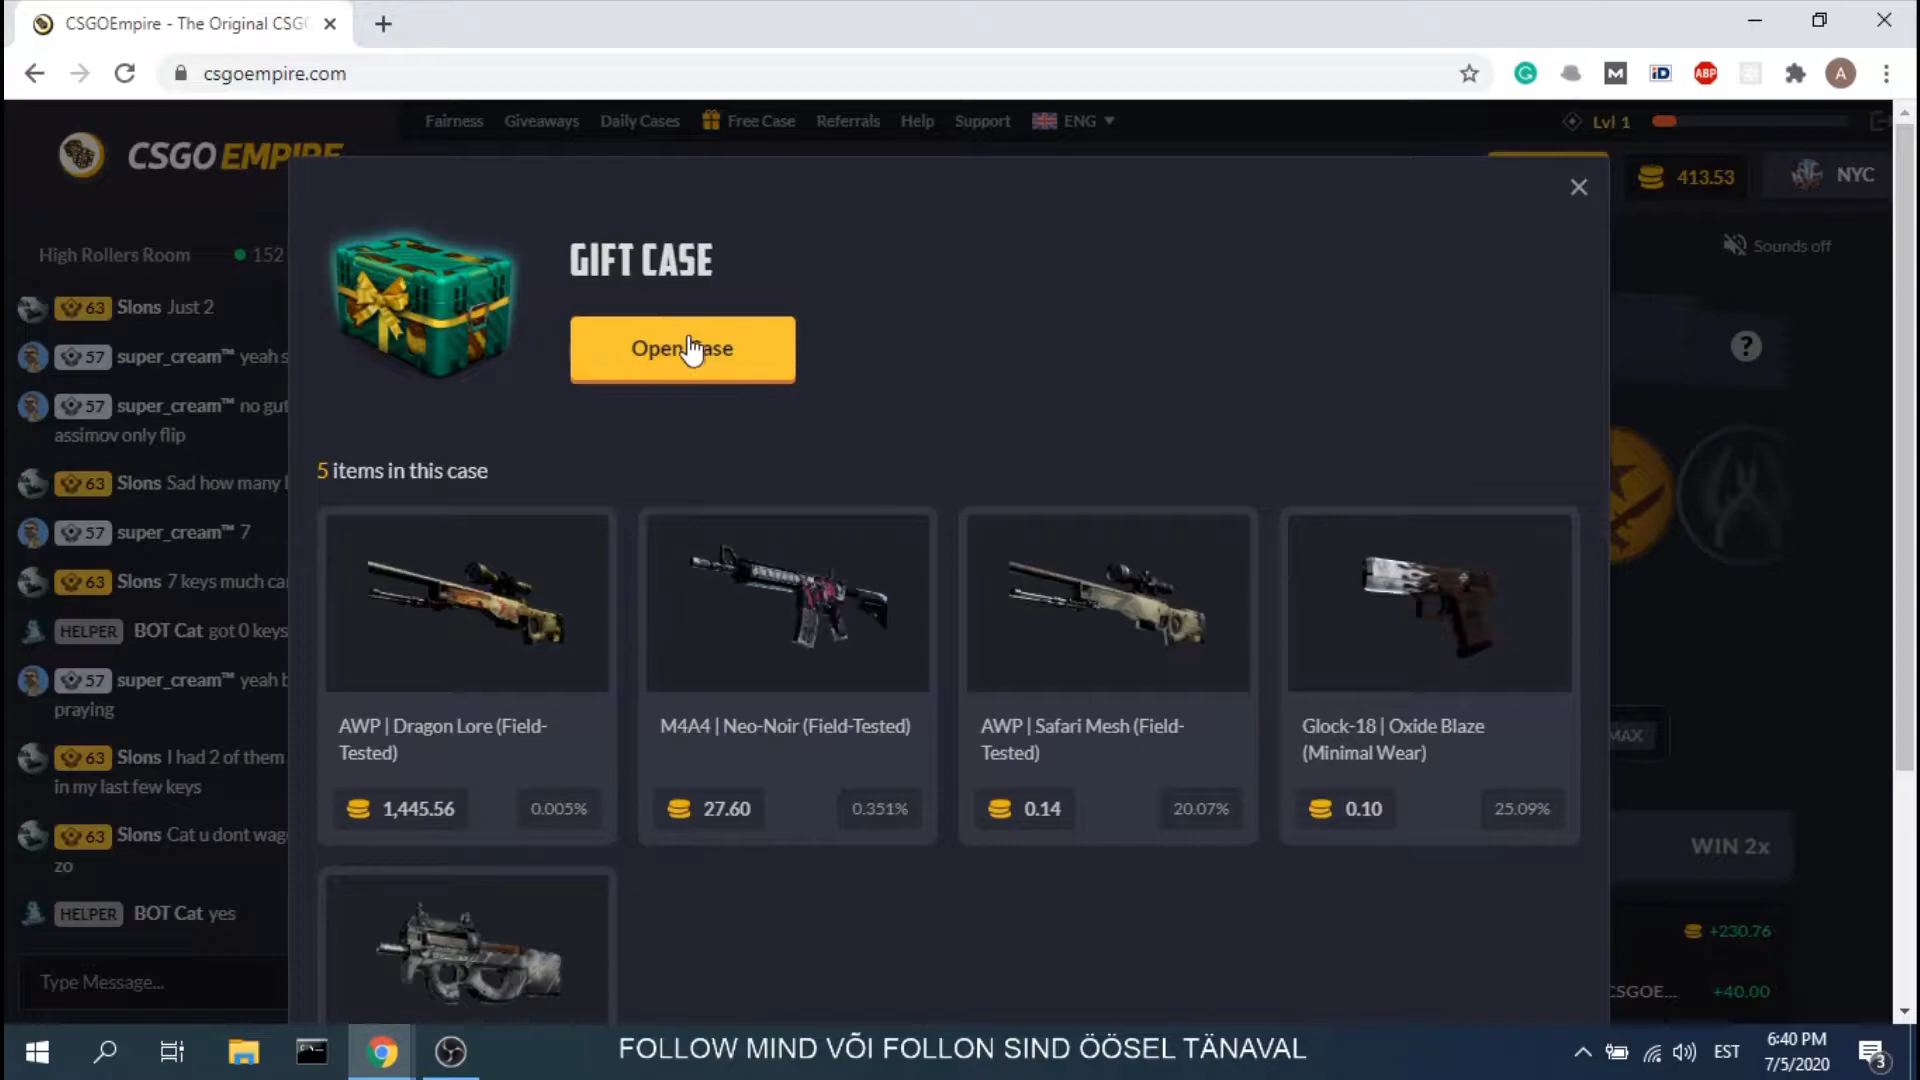 CSGOEmpire - The Original CSG
csgoempire.com
Fairness Giveaways Daily Cases Free Case Referrals Help Support ENG
Lvl 1
CSGOEMPIRE
413.53
NYC
High Rollers Room 152
Sounds off
63 Slons Just 2
57 super_cream™ yeah
57 super_cream™ no
assimov only flip
63 Slons Sad how many
57 super_cream™ 7
63 Slons 7 keys much
HELPER BOT Cat got 0 keys
57 super_cream™ yeah
praying
63 Slons I had 2 of them
in my last few keys
63 Slons Cat u dont
zo
HELPER BOT Cat yes
Type Message...
GIFT CASE
Open Case
5 items in this case
AWP | Dragon Lore (Field-
Tested)
1,445.56 0.005%
M4A4 | Neo-Noir (Field-Tested)
27.60 0.351%
AWP | Safari Mesh (Field-
Tested)
0.14 20.07%
Glock-18 | Oxide Blaze
(Minimal Wear)
0.10 25.09%
?
MAX
WIN 2x
+230.76
CSGOE... +40.00
FOLLOW MIND VÕI FOLLON SIND ÖÖSEL TÄNAVAL
EST
6:40 PM
7/5/2020
3
A
ABP
iD
M
G